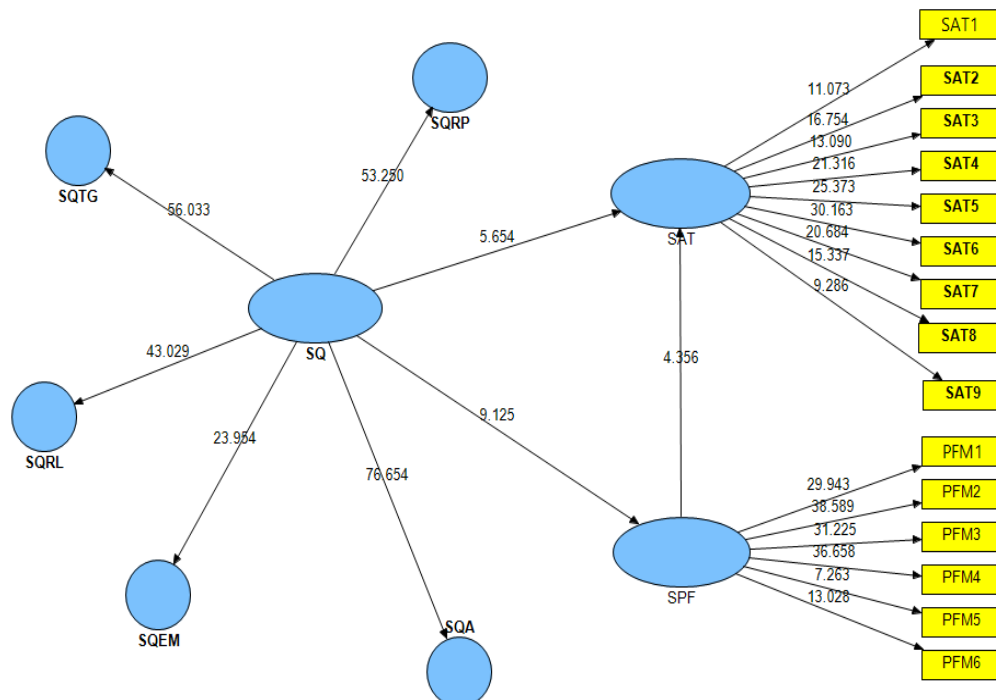 SAT1
11.073
SAT2
SQRP
16.754
SAT3
13.090
SAT4
21.316
53.250
SQTG
25.373
SAT5
56.033
30.163
SAT6
SAT
20.684
5.654
15.337
SAT7
9.286
SAT8
SQ
43.029
4.356
SAT9
9.125
23.954
PFM1
SQRL
76.654
29.943
PFM2
38.589
31.225
PFM3
36.658
PFM4
7.263
SPF
13.028
PFM5
SQA
SQEM
PFM6